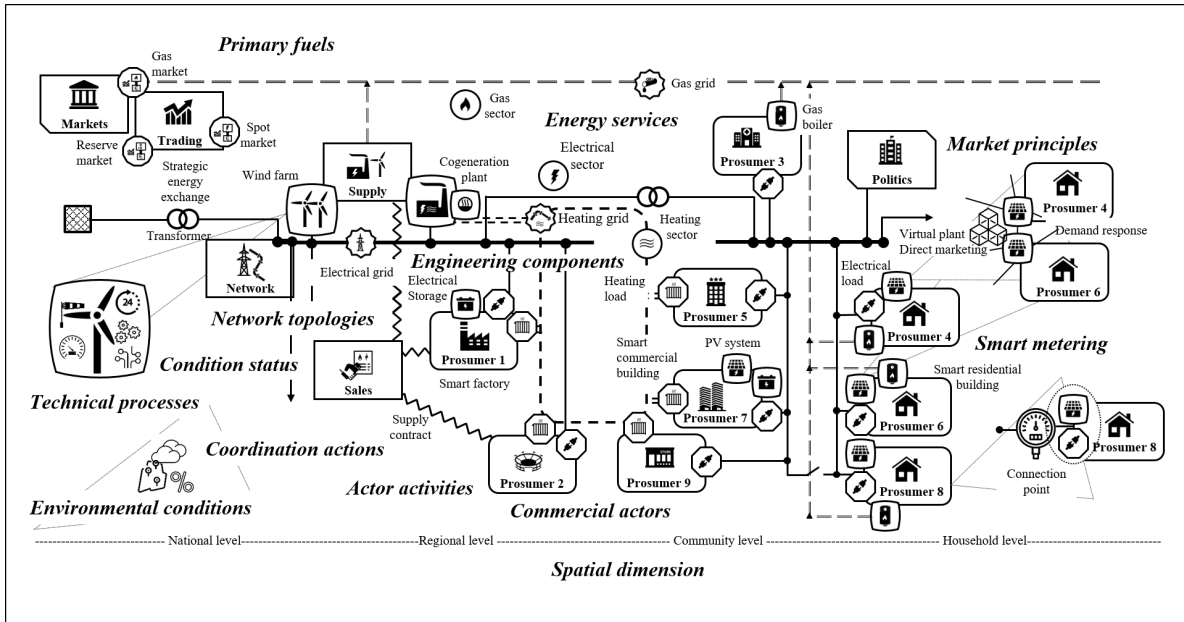 Primary fuels
Gas
market
Markets
Trading
Reserve
market
Spot
market
Strategic
energy
exchange
Gas
sector
Energy services
Gas grid
Gas
boiler
Prosumer 3
Politics
Market principles
Wind farm
Supply
Cogeneration
plant
Electrical
sector
Prosumer 4
Transformer
Heating grid
Heating
sector
Virtual plant
Direct marketing
Demand response
Network
Electrical grid
Engineering components
Prosumer 6
24
Network topologies
Electrical
Storage
Heating
load
Prosumer 5
Electrical
load
Prosumer 4
Condition status
Prosumer 1
Smart factory
Smart
commercial
building
PV system
Smart metering
Sales
Smart residential
building
Technical processes
Supply
contract
STORE
Prosumer 7
Prosumer 6
Prosumer 8
Coordination actions
Prosumer 2
Prosumer 9
Prosumer 8
Connection
point
%
Environmental conditions
Actor activities
Commercial actors
National level
Regional level
Community level
Household level
Spatial dimension